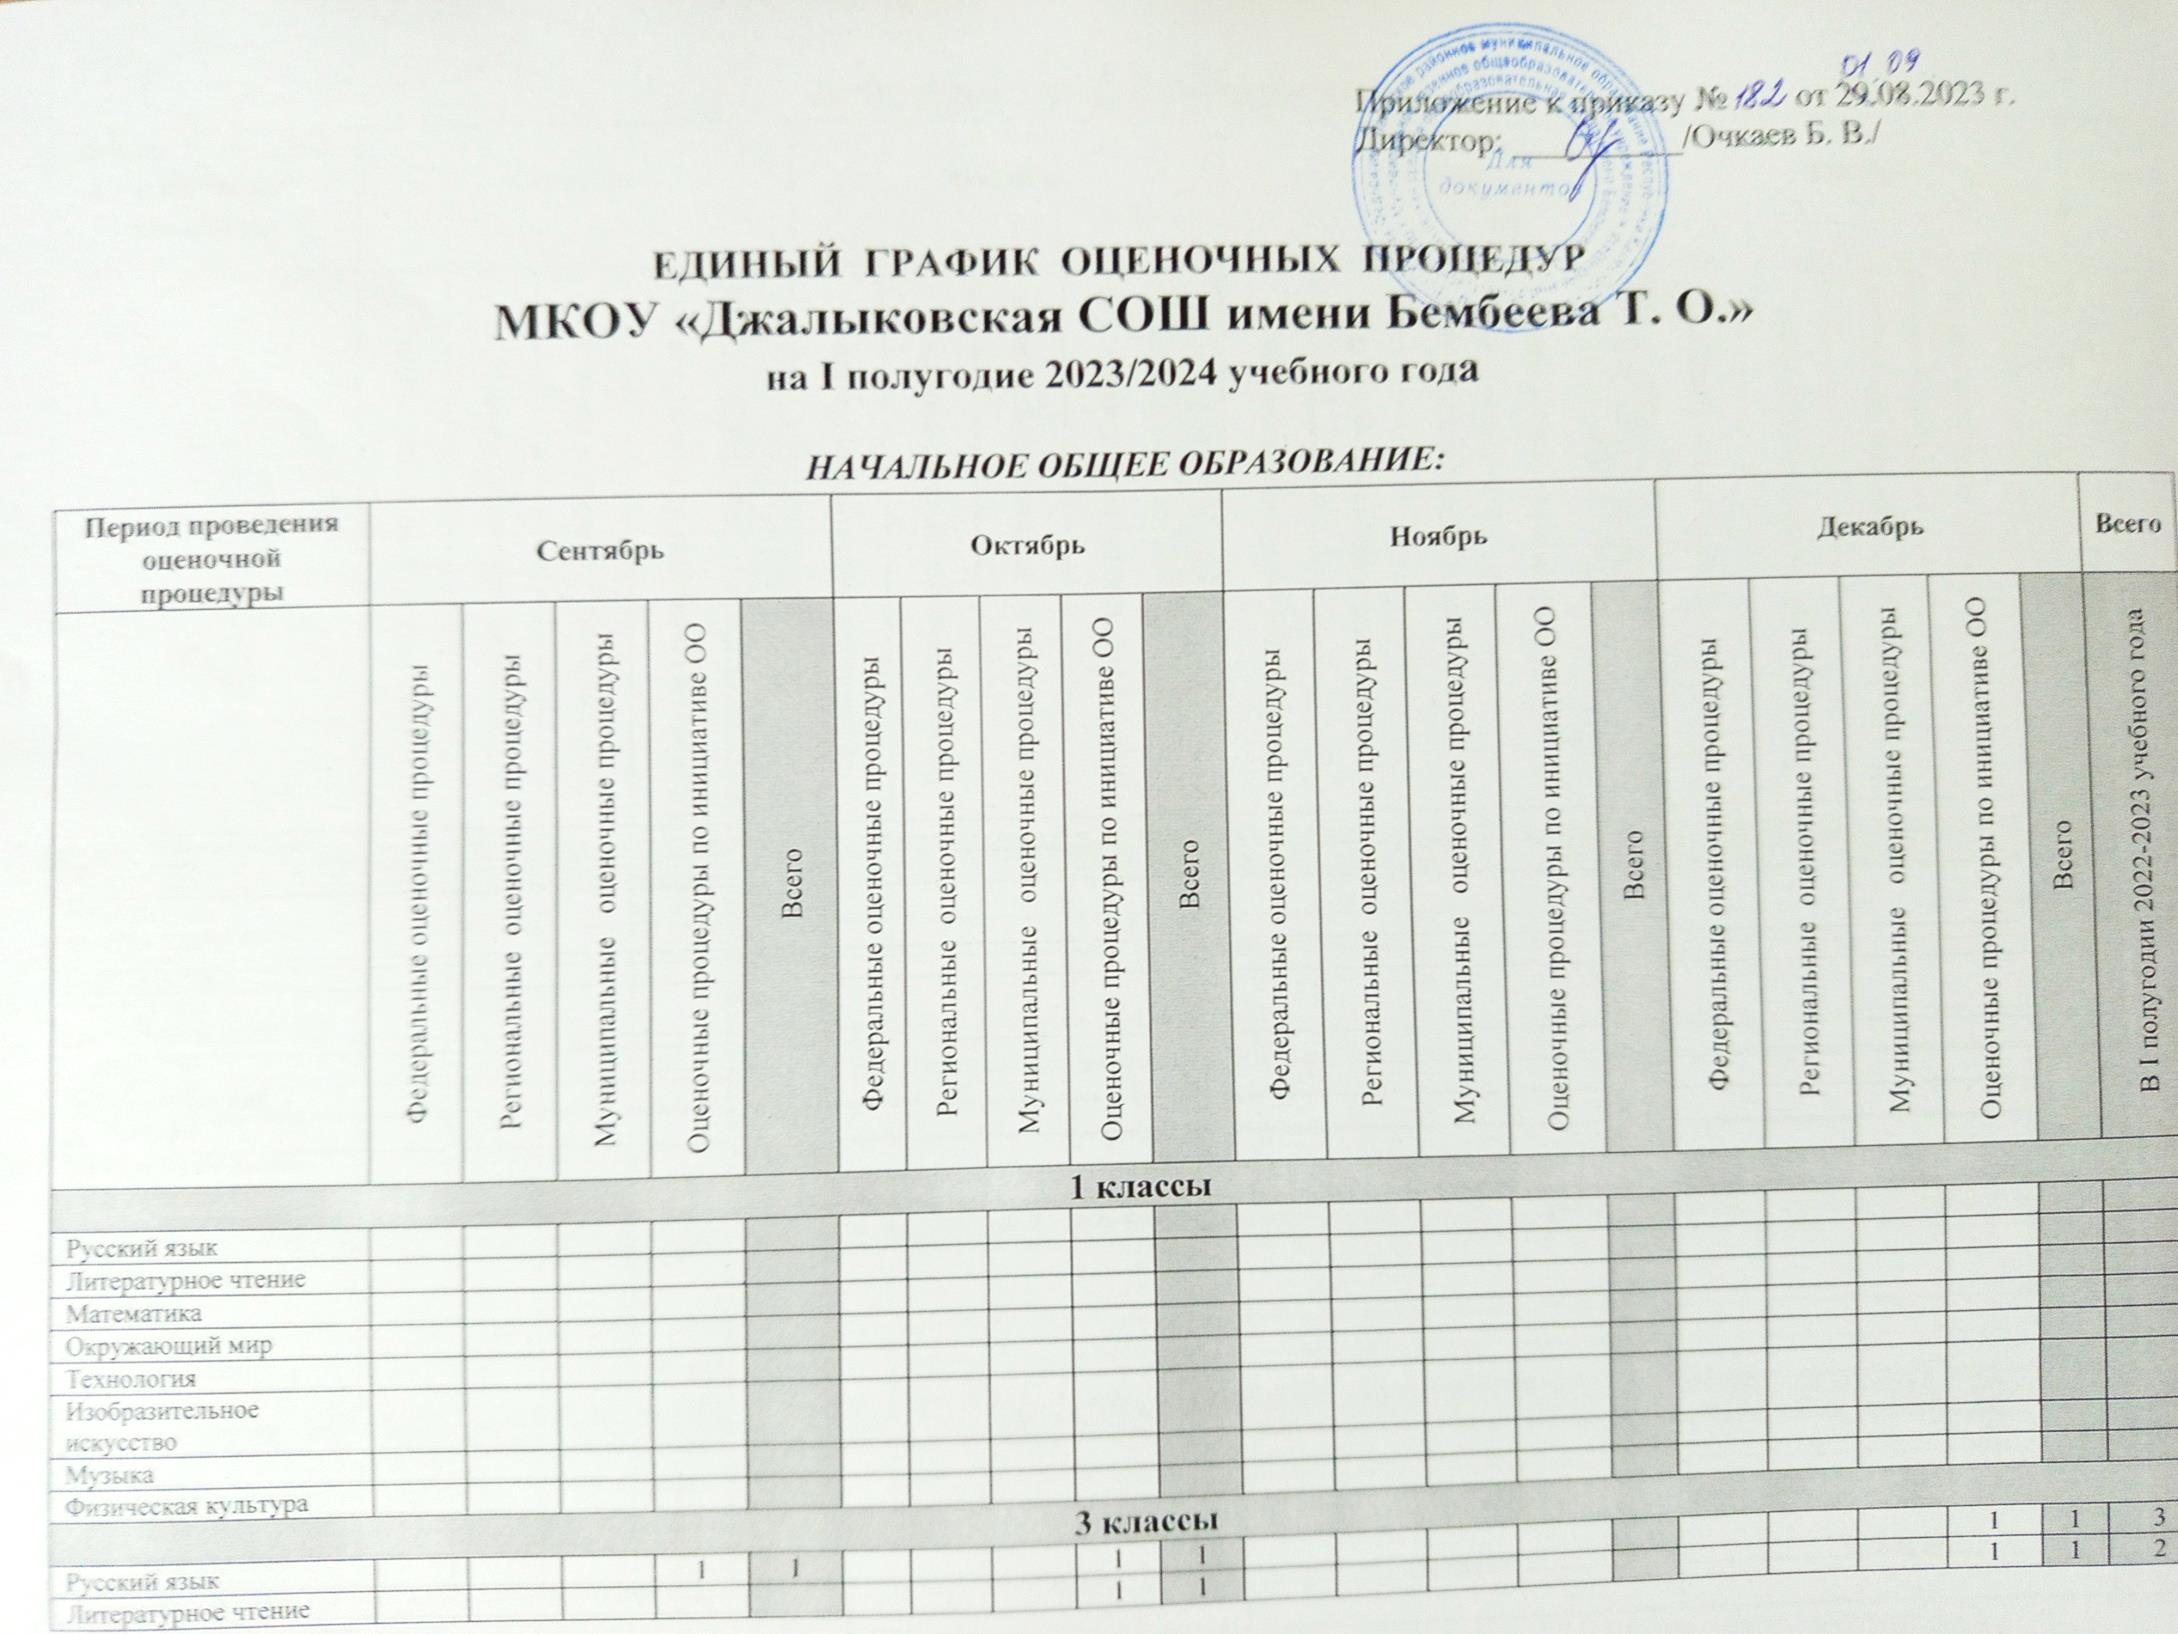 01 09
Приложение к приказу № 182 от 29.08.2023 г.
Директор: /Очкаев Б. В./
Для
документов
ЕДИНЫЙ ГРАФИК ОЦЕНОЧНЫХ ПРОЦЕДУР
МКОУ «Джалыковская СОШ имени Бембеева Т. О.»
на I полугодие 2023/2024 учебного года
НАЧАЛЬНОЕ ОБЩЕЕ ОБРАЗОВАНИЕ:
Период проведения
оценочной
процедуры
Сентябрь
Октябрь
Ноябрь
Декабрь
Всего
Федеральные оценочные процедуры
Региональные оценочные процедуры
Муниципальные оценочные процедуры
Оценочные процедуры по инициативе ОО
Всего
Федеральные оценочные процедуры
Региональные оценочные процедуры
Муниципальные оценочные процедуры
Оценочные процедуры по инициативе ОО
Всего
Федеральные оценочные процедуры
Региональные оценочные процедуры
Муниципальные оценочные процедуры
Оценочные процедуры по инициативе ОО
Всего
Федеральные оценочные процедуры
Региональные оценочные процедуры
Муниципальные оценочные процедуры
Оценочные процедуры по инициативе ОО
Всего
В I полугодии 2022-2023 учебного года
1 классы
Русский язык
Литературное чтение
Математика
Окружающий мир
Технология
Изобразительное
искусство
Музыка
Физическая культура
3 классы
Русский язык 1 1 1 1 1 1 3
Литературное чтение 1 1 1 1 2